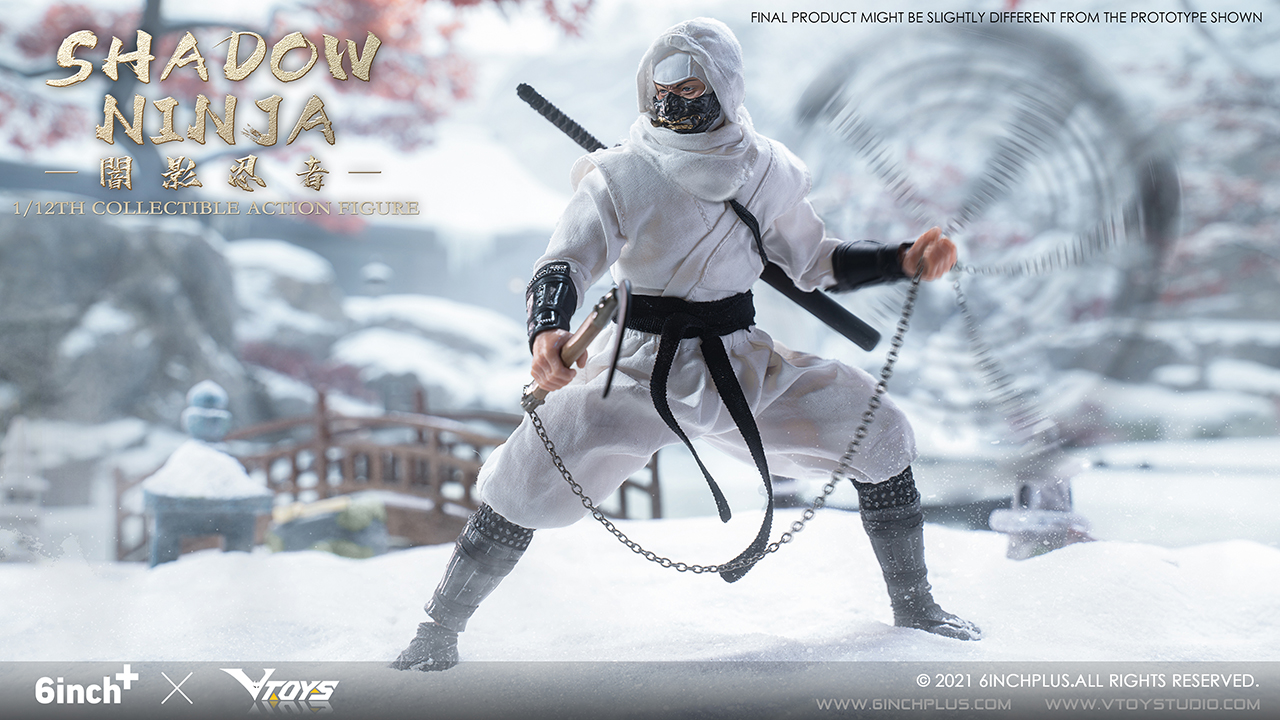 SHADOW
NINJA
闇影忍者
1/12TH COLLECTIBLE ACTION FIGURE
FINAL PRODUCT MIGHT BE SLIGHTLY DIFFERENT FROM THE PROTOTYPE SHOWN
6inch+ X VTOYS
© 2021 6INCHPLUS.ALL RIGHTS RESERVED.
WWW.6INCHPLUS.COM WWW.VTOYSTUDIO.COM